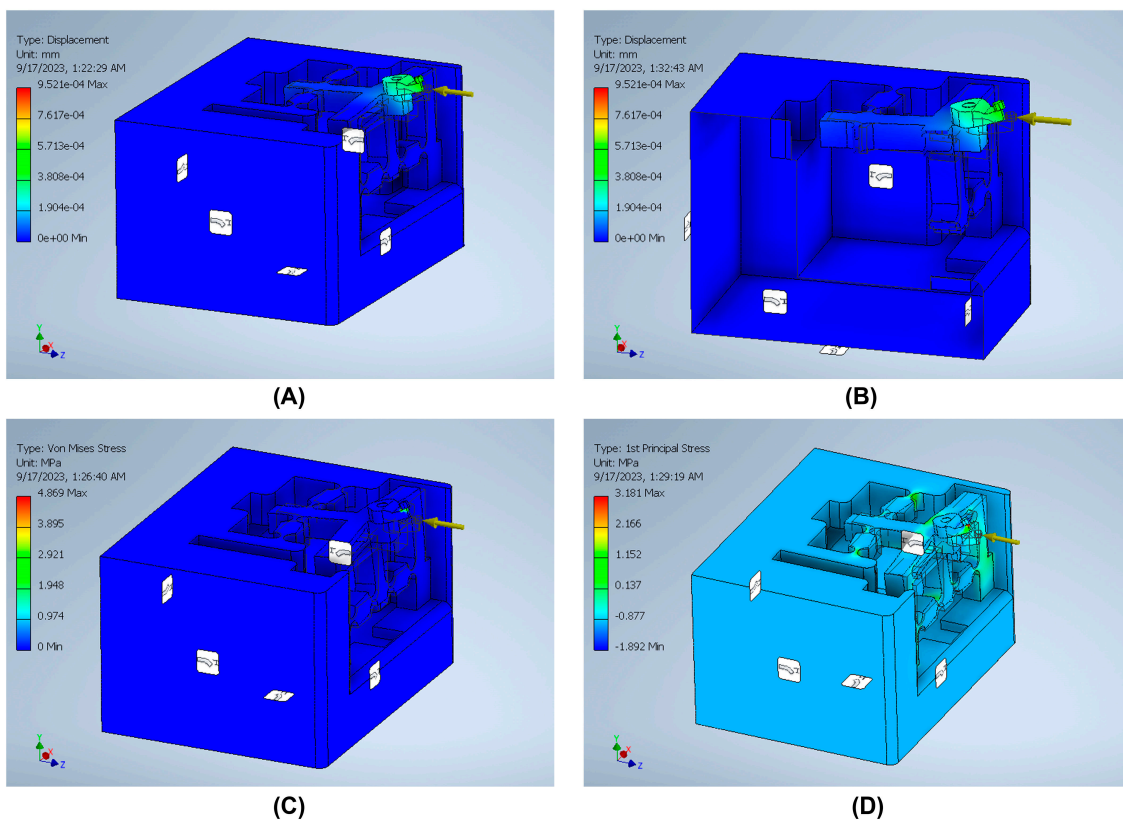 Type: Displacement
Unit: mm
9/17/2023, 1:22:29 AM
9.521e-04 Max
7.617e-04
5.713e-04
3.808e-04
1.904e-04
0e+00 Min
Y
X
Z
(A)
Type: Displacement
Unit: mm
9/17/2023, 1:32:43 AM
9.521e-04 Max
7.617e-04
5.713e-04
3.808e-04
1.904e-04
0e+00 Min
Y
X
Z
(B)
Type: Von Mises Stress
Unit: MPa
9/17/2023, 1:26:40 AM
4.869 Max
3.895
2.921
1.948
0.974
0 Min
Y
X
Z
(C)
Type: 1st Principal Stress
Unit: MPa
9/17/2023, 1:29:19 AM
3.181 Max
2.166
1.152
0.137
-0.877
-1.892 Min
Y
X
Z
(D)